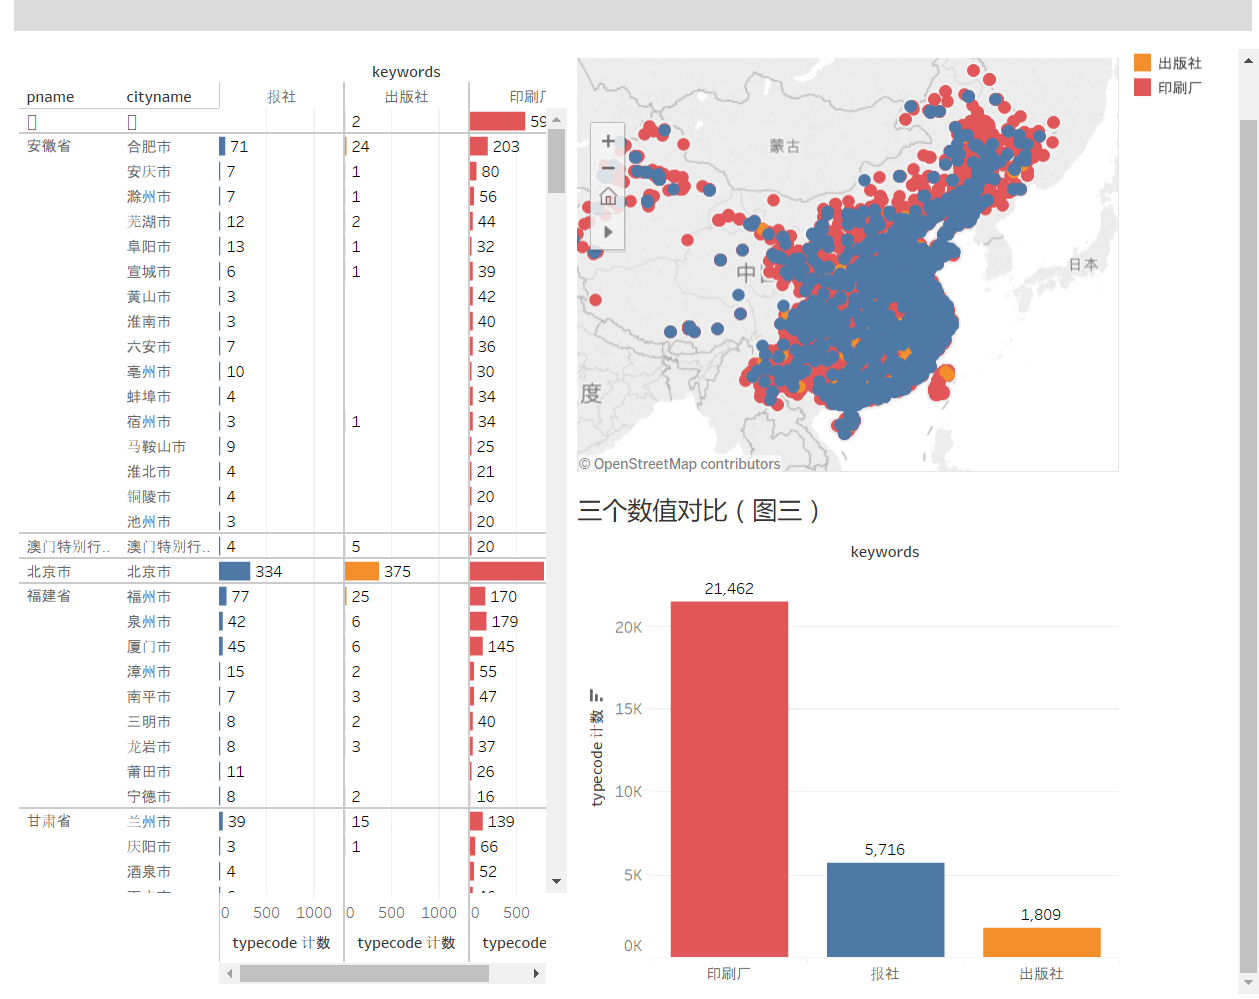 keywords
pname cityname 报社 出版社 印刷厂
[] [] 2 59
安徽省 合肥市 71 24 203
安庆市 7 1 80
滁州市 7 1 56
芜湖市 12 2 44
阜阳市 13 1 32
宣城市 6 1 39
黄山市 3 42
淮南市 3 40
六安市 7 36
亳州市 10 30
蚌埠市 4 34
宿州市 3 1 34
马鞍山市 9 25
淮北市 4 21
铜陵市 4 20
池州市 3 20
澳门特别行.. 澳门特别行.. 4 5 20
北京市 北京市 334 375
福建省 福州市 77 25 170
泉州市 42 6 179
厦门市 45 6 145
漳州市 15 2 55
南平市 7 3 47
三明市 8 2 40
龙岩市 8 3 37
莆田市 11 26
宁德市 8 2 16
甘肃省 兰州市 39 15 139
庆阳市 3 1 66
酒泉市 4 52
0 500 1000 0 500 1000 0 500
typecode 计数 typecode 计数 typecode
蒙古
日本
中
度
© OpenStreetMap contributors
出版社
印刷厂
三个数值对比（图三）
keywords
21,462
20K
15K
typecode 计数
10K
5,716
5K
1,809
0K
印刷厂 报社 出版社